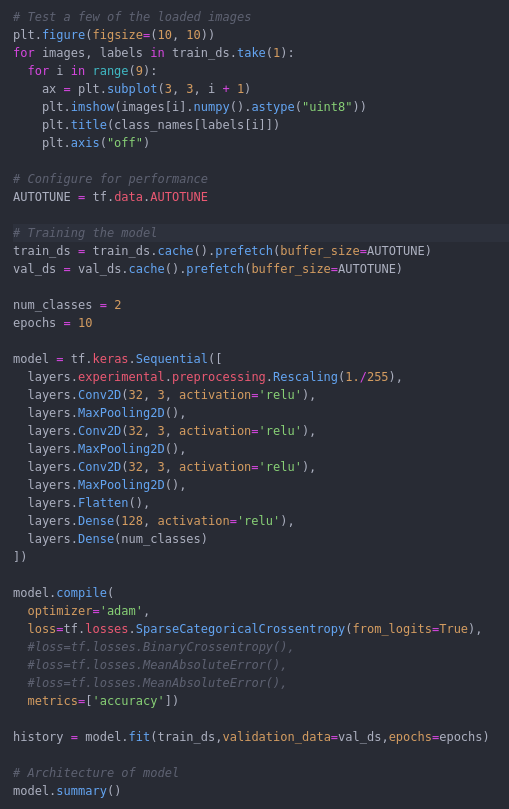 # Test a few of the loaded images
plt.figure(figsize=(10, 10))
for images, labels in train_ds.take(1):
  for i in range(9):
    ax = plt.subplot(3, 3, i + 1)
    plt.imshow(images[i].numpy().astype("uint8"))
    plt.title(class_names[labels[i]])
    plt.axis("off")

# Configure for performance
AUTOTUNE = tf.data.AUTOTUNE

# Training the model
train_ds = train_ds.cache().prefetch(buffer_size=AUTOTUNE)
val_ds = val_ds.cache().prefetch(buffer_size=AUTOTUNE)

num_classes = 2
epochs = 10

model = tf.keras.Sequential([
  layers.experimental.preprocessing.Rescaling(1./255),
  layers.Conv2D(32, 3, activation='relu'),
  layers.MaxPooling2D(),
  layers.Conv2D(32, 3, activation='relu'),
  layers.MaxPooling2D(),
  layers.Conv2D(32, 3, activation='relu'),
  layers.MaxPooling2D(),
  layers.Flatten(),
  layers.Dense(128, activation='relu'),
  layers.Dense(num_classes)
])

model.compile(
  optimizer='adam',
  loss=tf.losses.SparseCategoricalCrossentropy(from_logits=True),
  #loss=tf.losses.BinaryCrossentropy(),
  #loss=tf.losses.MeanAbsoluteError(),
  #loss=tf.losses.MeanAbsoluteError(),
  metrics=['accuracy'])

history = model.fit(train_ds,validation_data=val_ds,epochs=epochs)

# Architecture of model
model.summary()